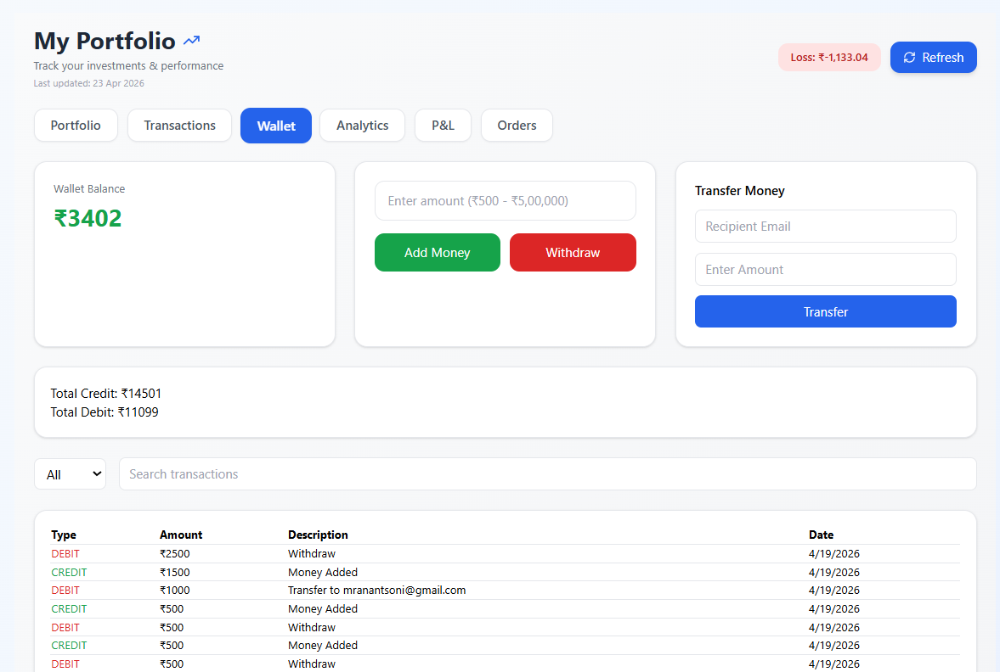 My Portfolio
Track your investments & performance
Last updated: 23 Apr 2026
Loss: ₹-1,133.04
Refresh
Portfolio Transactions Wallet Analytics P&L Orders
Wallet Balance
₹3402
Enter amount (₹500 - ₹5,00,000)
Add Money Withdraw
Transfer Money
Recipient Email
Enter Amount
Transfer
Total Credit: ₹14501
Total Debit: ₹11099
All Search transactions
Type Amount Description Date
DEBIT ₹2500 Withdraw 4/19/2026
CREDIT ₹1500 Money Added 4/19/2026
DEBIT ₹1000 Transfer to mranantsoni@gmail.com 4/19/2026
CREDIT ₹500 Money Added 4/19/2026
DEBIT ₹500 Withdraw 4/19/2026
CREDIT ₹500 Money Added 4/19/2026
DEBIT ₹500 Withdraw 4/19/2026